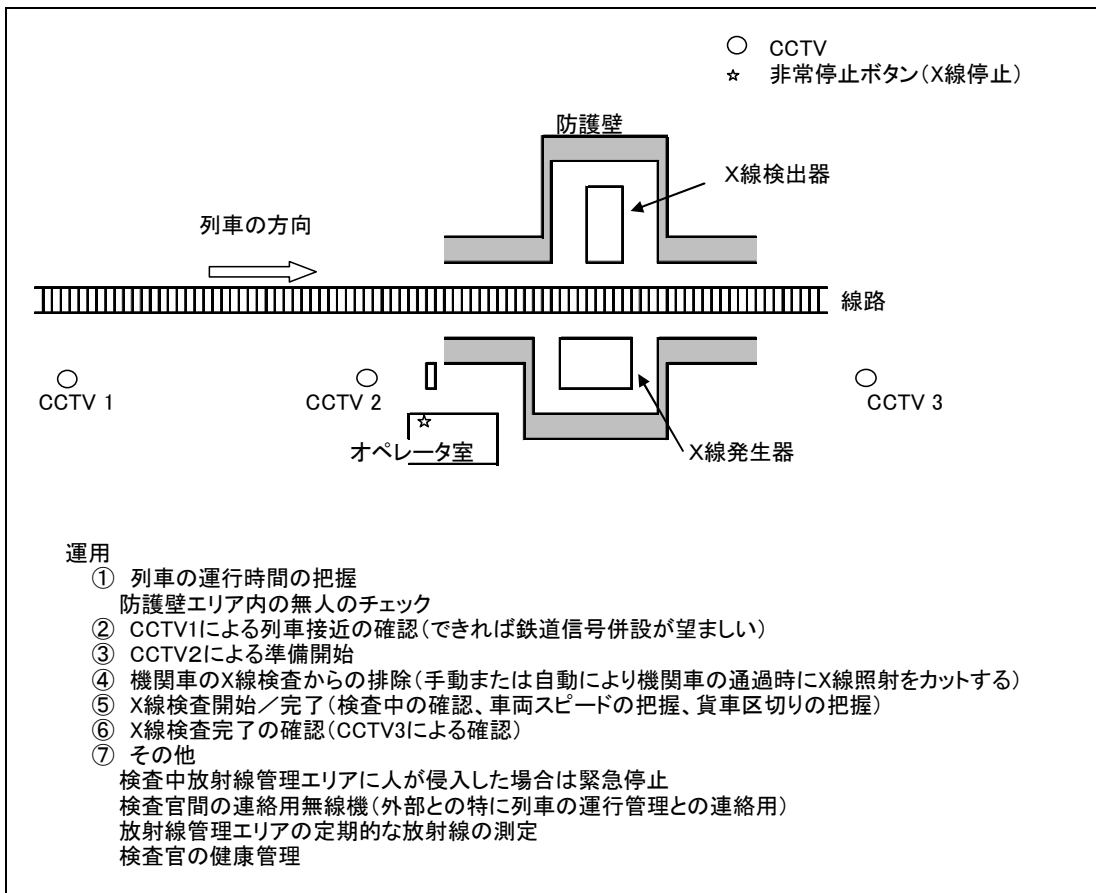 ○ CCTV
☆ 非常停止ボタン(X線停止)
防護壁
X線検出器
列車の方向
線路
CCTV 1
CCTV 2
CCTV 3
オペレータ室
X線発生器
運用
① 列車の運行時間の把握
防護壁エリア内の無人のチェック
② CCTV1による列車接近の確認(できれば鉄道信号併設が望ましい)
③ CCTV2による準備開始
④ 機関車のX線検査からの排除(手動または自動により機関車の通過時にX線照射をカットする)
⑤ X線検査開始/完了(検査中の確認、車両スピードの把握、貨車区切りの把握)
⑥ X線検査完了の確認(CCTV3による確認)
⑦ その他
検査中放射線管理エリアに人が侵入した場合は緊急停止
検査官間の連絡用無線機(外部との特に列車の運行管理との連絡用)
放射線管理エリアの定期的な放射線の測定
検査官の健康管理